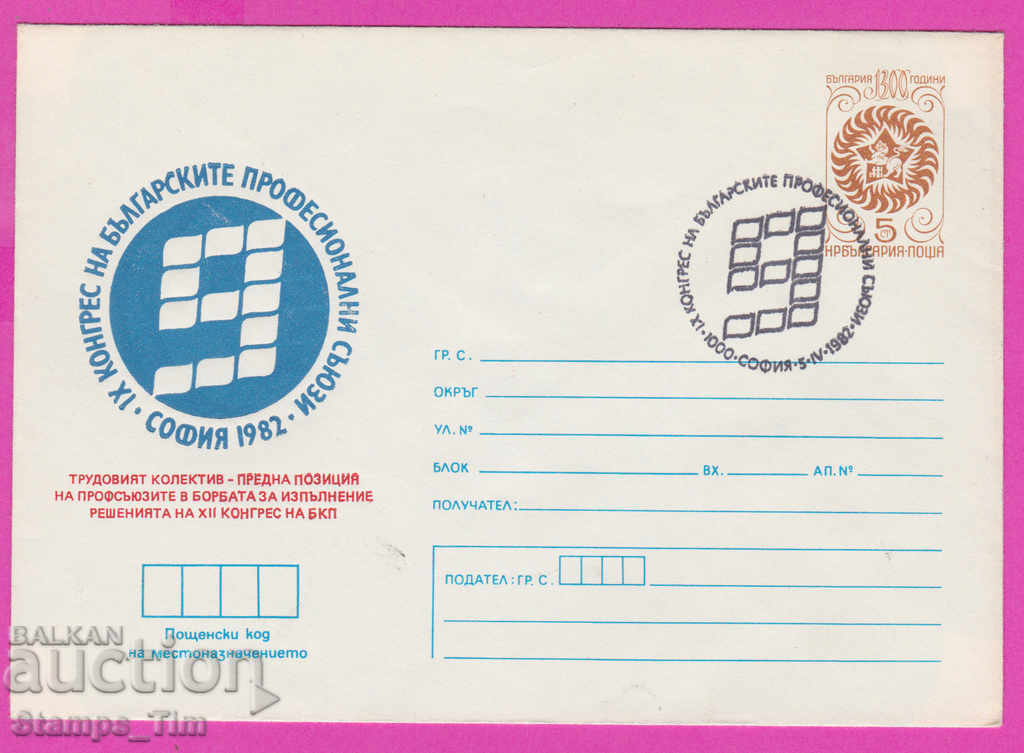 БЪЛГАРИЯ 1300 ГОДИНИ
5 СТ
НРБЪЛГАРИЯ·ПОЩА
IX КОНГРЕС НА БЪЛГАРСКИТЕ ПРОФЕСИОНАЛНИ СЪЮЗИ ·
СОФИЯ 1982 ·
IX КОНГРЕС НА БЪЛГАРСКИТЕ ПРОФЕСИОНАЛНИ СЪЮЗИ
·1000·СОФИЯ·5·IV·1982·
ТРУДОВИЯТ КОЛЕКТИВ – ПРЕДНА ПОЗИЦИЯ
НА ПРОФСЪЮЗИТЕ В БОРБАТА ЗА ИЗПЪЛНЕНИЕ
РЕШЕНИЯТА НА XII КОНГРЕС НА БКП
ГР. С.
ОКРЪГ
УЛ. №
БЛОК ВХ. АП. №
ПОЛУЧАТЕЛ:
ПОДАТЕЛ: ГР. С.
Пощенски код
на местоназначението
BALKAN
auction
Stamps_Tim